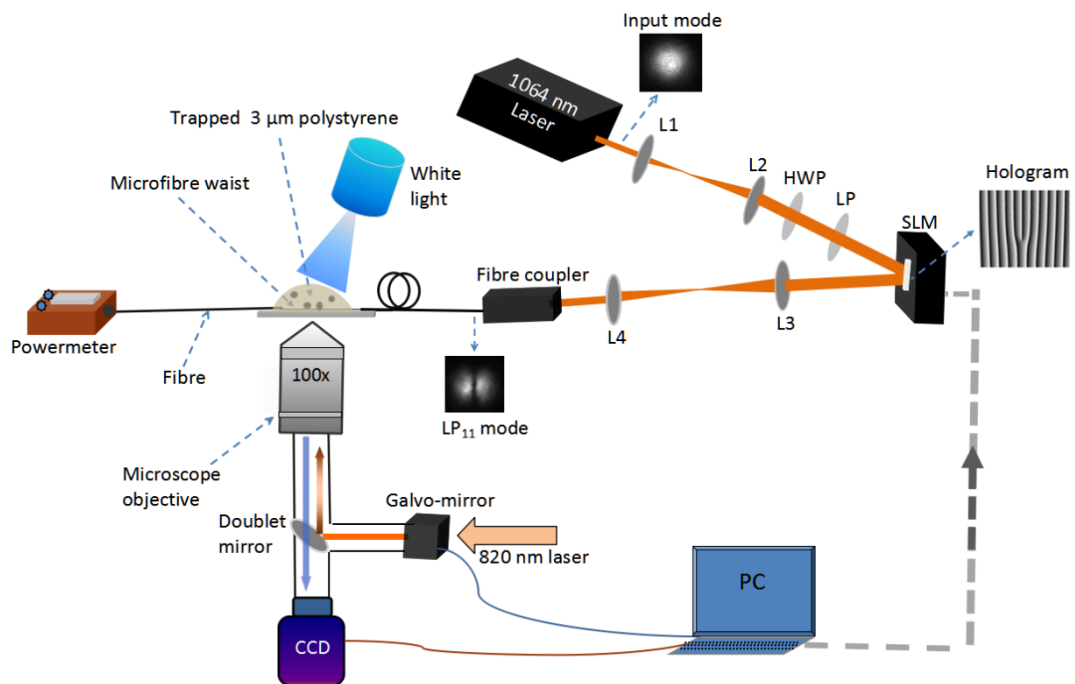 Input mode
1064 nm
Laser
L1
Trapped 3 µm polystyrene
Microfibre waist
White
light
L2
HWP
LP
Hologram
SLM
Fibre coupler
L3
L4
Powermeter
Fibre
100x
LP₁₁ mode
Microscope
objective
Galvo-mirror
Doublet
mirror
820 nm laser
PC
CCD